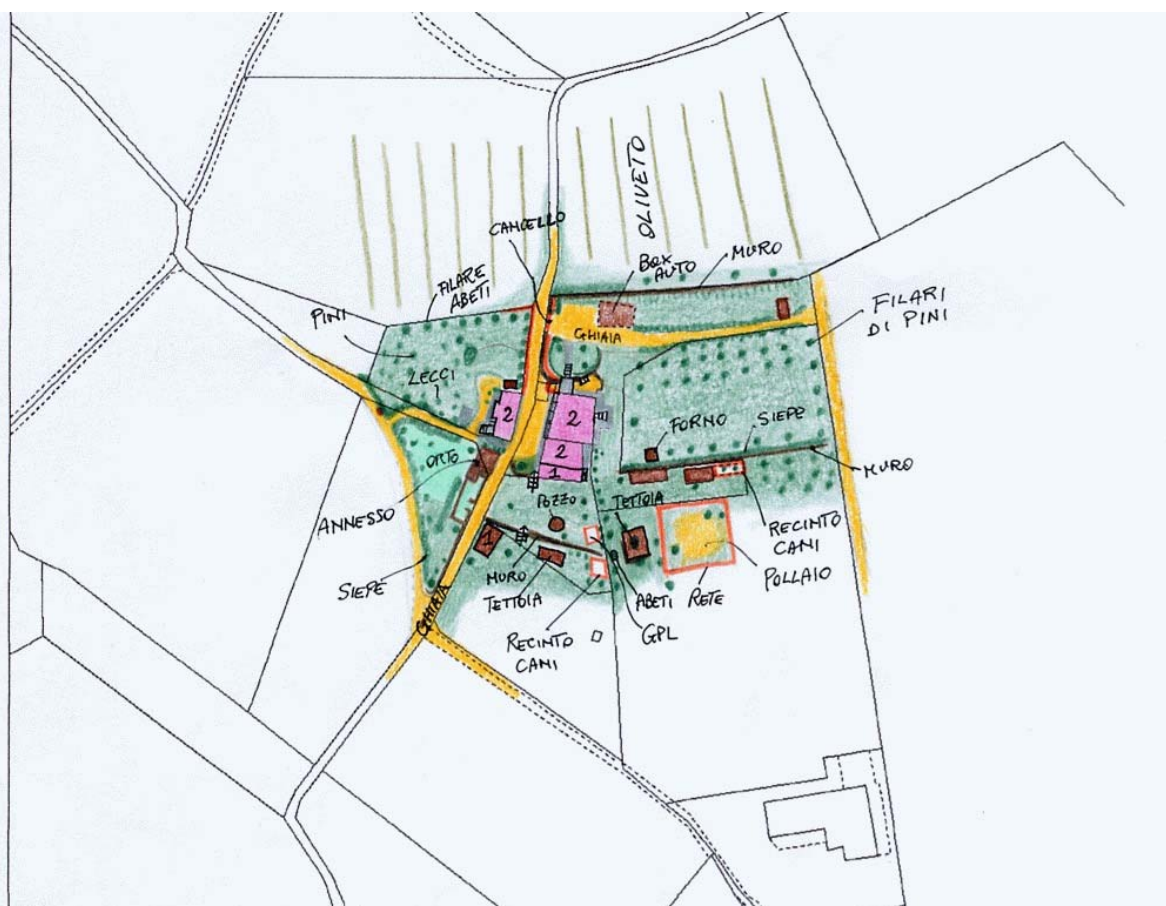 OLIVETO
CANCELLO
BOX
AUTO
MURO
FILARE
ABETI
PINI
FILARI
DI PINI
GHIAIA
LECCI
2
2
2
1
FORNO
SIEPE
MURO
ORTO
ANNESSO
POZZO
TETTOIA
RECINTO
CANI
POLLAIO
1
SIEPE
MURO
TETTOIA
ABETI
RETE
GPL
RECINTO
CANI
GHIAIA